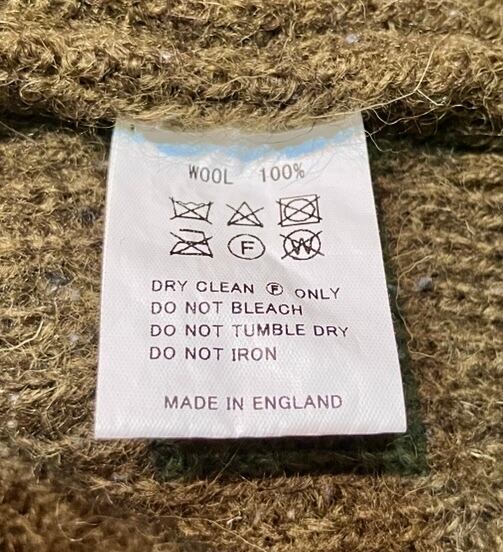 WOOL 100%
F W
DRY CLEAN Ⓕ ONLY
DO NOT BLEACH
DO NOT TUMBLE DRY
DO NOT IRON
MADE IN ENGLAND